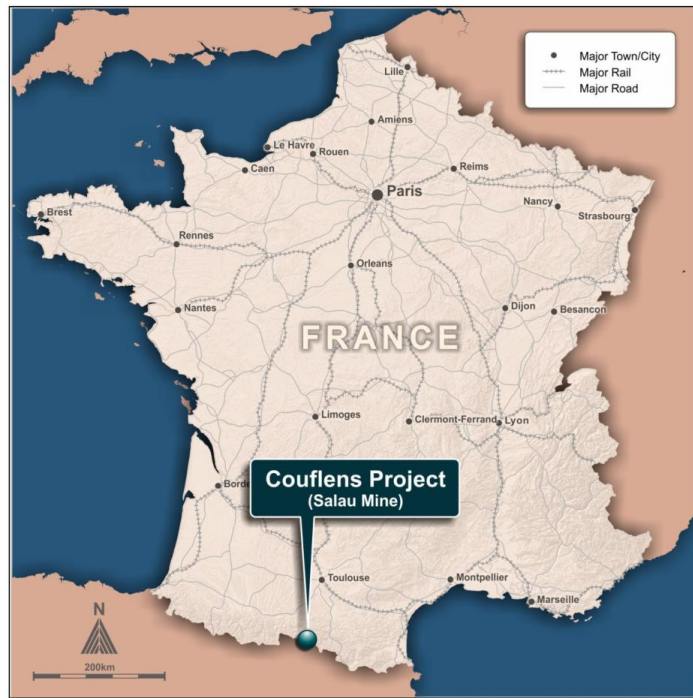 Major Town/City
Major Rail
Major Road
Lille
Amiens
Le Havre
Rouen
Caen
Reims
Paris
Nancy
Strasbourg
Brest
Rennes
Orleans
Nantes
Dijon
Besancon
FRANCE
Limoges
Clermont-Ferrand
Lyon
Couflens Project
(Salau Mine)
Borde
Toulouse
Montpellier
Marseille
N
200km